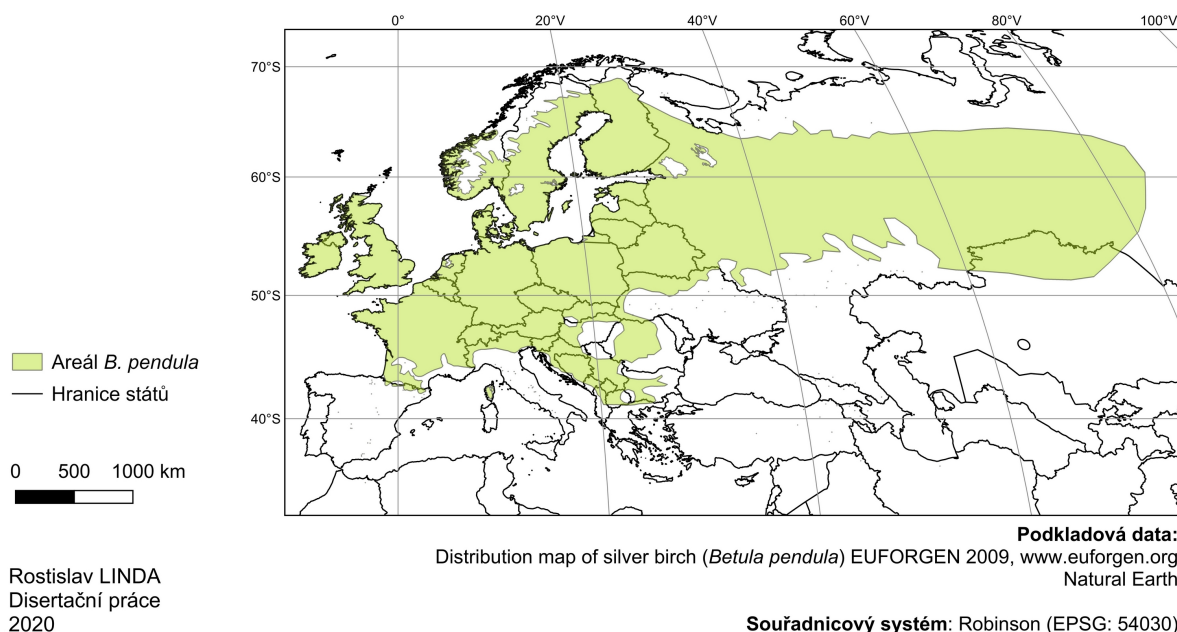 0° 20°V 40°V 60°V 80°V 100°V
70°S
60°S
50°S
40°S
Areál B. pendula
Hranice států
0 500 1000 km
Podkladová data:
Distribution map of silver birch (Betula pendula) EUFORGEN 2009, www.euforgen.org
Natural Earth
Rostislav LINDA
Disertační práce
2020
Souřadnicový systém: Robinson (EPSG: 54030)